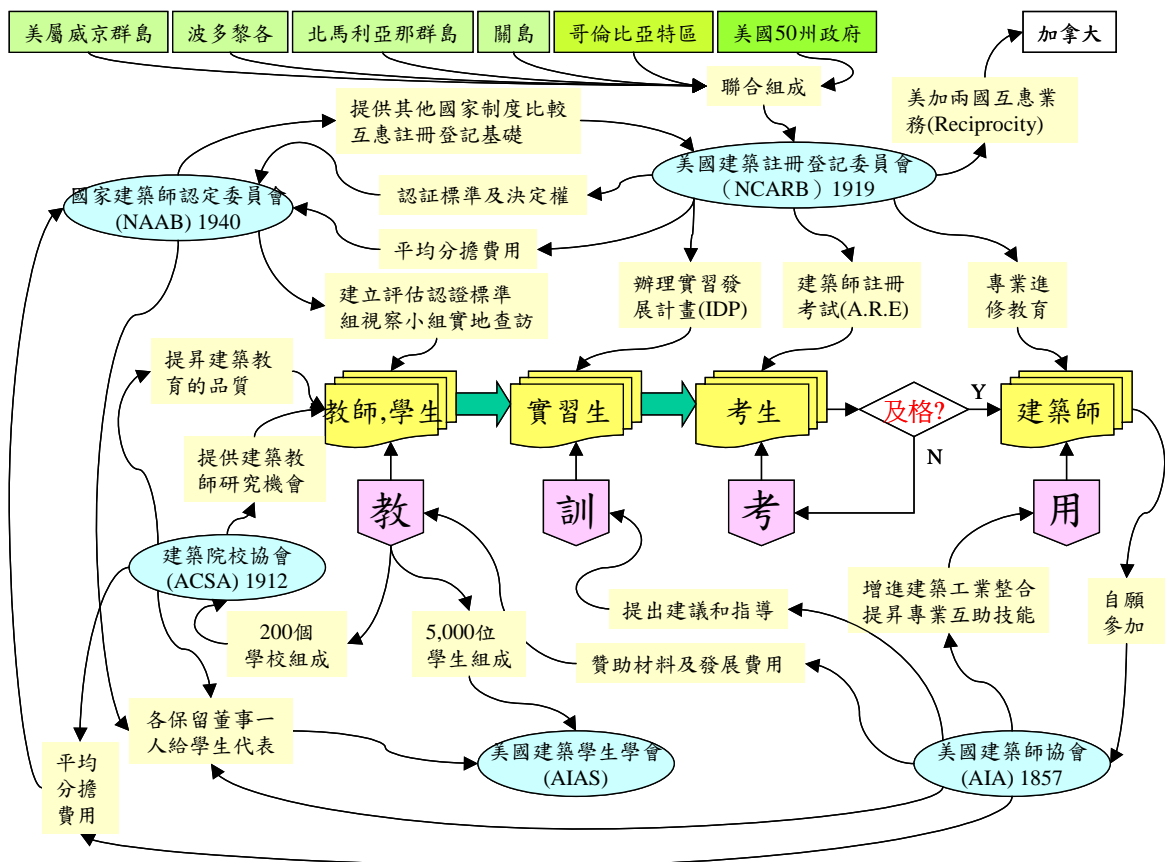 美屬威京群島
波多黎各
北馬利亞那群島
關島
哥倫比亞特區
美國50州政府
加拿大
聯合組成
提供其他國家制度比較
互惠註冊登記基礎
美加兩國互惠業
務(Reciprocity)
美國建築註冊登記委員會
（NCARB）1919
國家建築師認定委員會
(NAAB) 1940
認証標準及決定權
平均分擔費用
建立評估認證標準
組視察小組實地查訪
辦理實習發
展計畫(IDP)
建築師註冊
考試(A.R.E)
專業進
修教育
提昇建築教
育的品質
教師,學生
實習生
考生
及格?
Y
建築師
N
提供建築教
師研究機會
教
訓
考
用
建築院校協會
(ACSA) 1912
200個
學校組成
5,000位
學生組成
提出建議和指導
增進建築工業整合
提昇專業互助技能
自願
參加
贊助材料及發展費用
各保留董事一
人給學生代表
美國建築學生學會
(AIAS)
美國建築師協會
(AIA) 1857
平均
分擔
費用